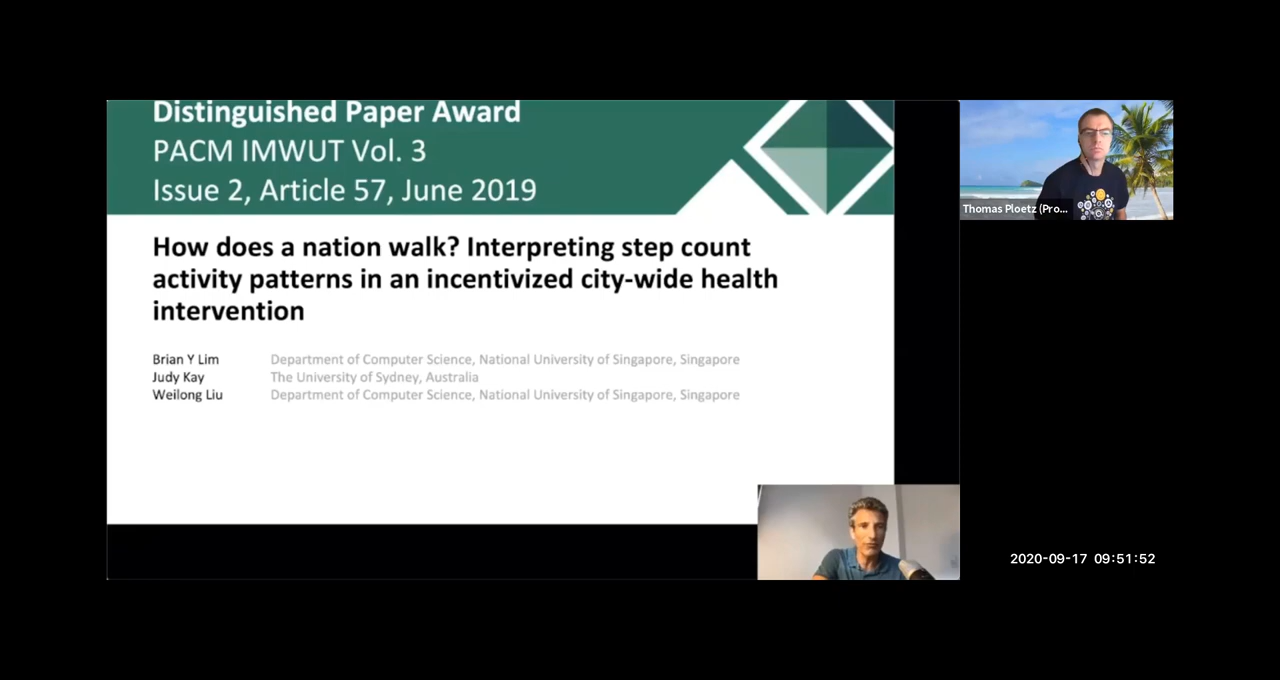 Distinguished Paper Award
PACM IMWUT Vol. 3
Issue 2, Article 57, June 2019
How does a nation walk? Interpreting step count
activity patterns in an incentivized city-wide health
intervention
Brian Y Lim Department of Computer Science, National University of Singapore, Singapore
Judy Kay The University of Sydney, Australia
Weilong Liu Department of Computer Science, National University of Singapore, Singapore
Thomas Ploetz (Pro...
2020-09-17 09:51:52